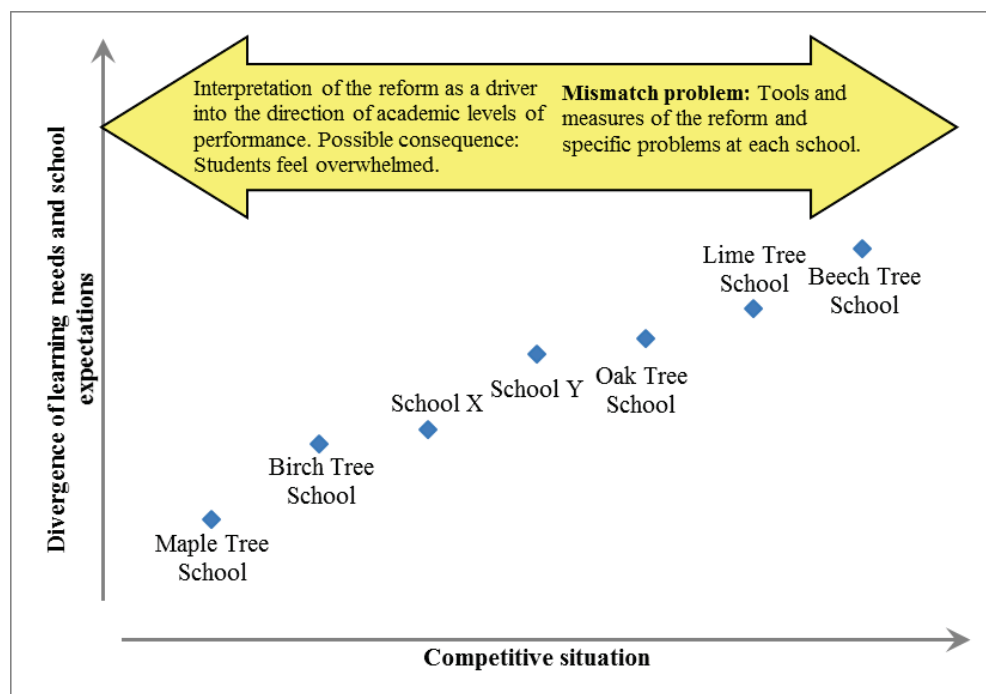 Interpretation of the reform as a driver
into the direction of academic levels of
performance. Possible consequence:
Students feel overwhelmed.
Mismatch problem: Tools and
measures of the reform and
specific problems at each school.
Divergence of learning needs and school
expectations
Lime Tree
School
Beech Tree
School
School Y
Oak Tree
School
School X
Birch Tree
School
Maple Tree
School
Competitive situation